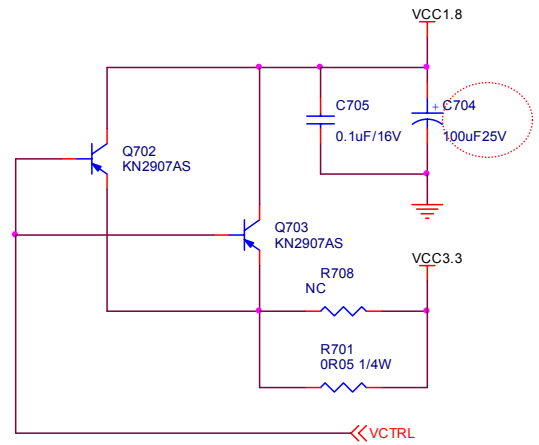 VCC1.8
C705
+ C704
0.1uF/16V
100uF25V
Q702
KN2907AS
Q703
KN2907AS
VCC3.3
R708
NC
R701
0R05 1/4W
VCTRL